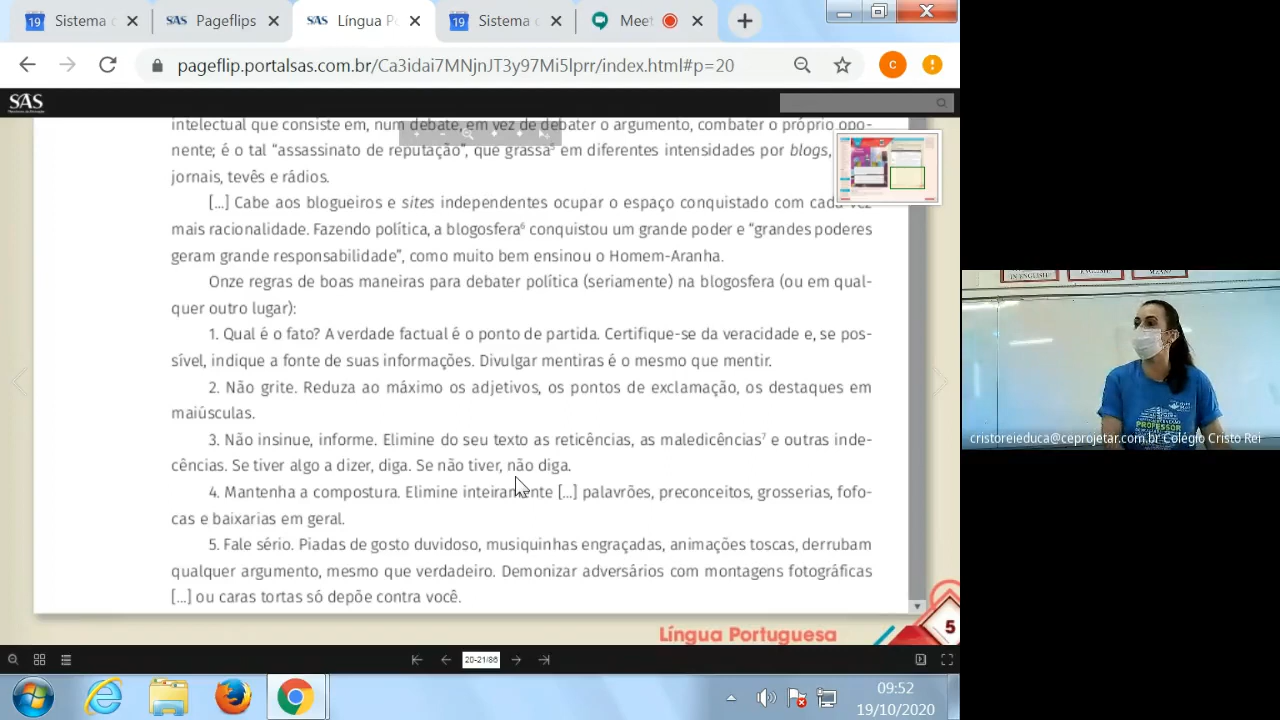 Sistema
Pageflips
Língua P
Sistema
Meet
pageflip.portalsas.com.br/Ca3idai7MNjnJT3y97Mi5lprr/index.html#p=20
C
SAS
intelectual que consiste em, num debate, em vez de debater o argumento, combater o próprio opo-
nente; é o tal “assassinato de reputação”, que grassa⁵ em diferentes intensidades por blogs,
jornais, tevês e rádios.
[...] Cabe aos blogueiros e sites independentes ocupar o espaço conquistado com cada vez
mais racionalidade. Fazendo política, a blogosfera⁶ conquistou um grande poder e “grandes poderes
geram grande responsabilidade”, como muito bem ensinou o Homem-Aranha.
Onze regras de boas maneiras para debater política (seriamente) na blogosfera (ou em qual-
quer outro lugar):
1. Qual é o fato? A verdade factual é o ponto de partida. Certifique-se da veracidade e, se pos-
sível, indique a fonte de suas informações. Divulgar mentiras é o mesmo que mentir.
2. Não grite. Reduza ao máximo os adjetivos, os pontos de exclamação, os destaques em
maiúsculas.
3. Não insinue, informe. Elimine do seu texto as reticências, as maledicências⁷ e outras inde-
cências. Se tiver algo a dizer, diga. Se não tiver, não diga.
4. Mantenha a compostura. Elimine inteiramente [...] palavrões, preconceitos, grosserias, fofo-
cas e baixarias em geral.
5. Fale sério. Piadas de gosto duvidoso, musiquinhas engraçadas, animações toscas, derrubam
qualquer argumento, mesmo que verdadeiro. Demonizar adversários com montagens fotográficas
[...] ou caras tortas só depõe contra você.
Língua Portuguesa
5
20-21/86
09:52
19/10/2020
IN ENGLISH?
ENGLISH?
MEAN?
PROFESSOR
cristoreieduca@ceprojetar.com.br Colégio Cristo Rei